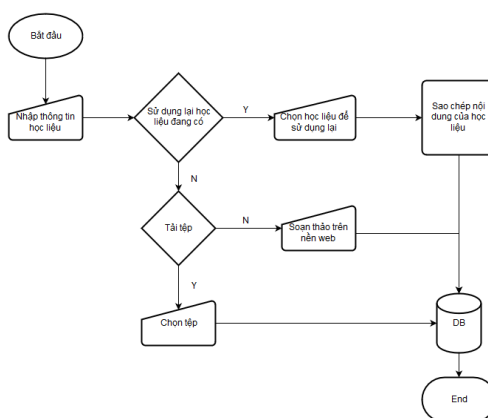 Bắt đầu
Nhập thông tin
học liệu
Sử dụng lại học
liệu đang có
Y
Chọn học liệu để
sử dụng lại
Sao chép nội
dung của học
liệu
N
Tải tệp
N
Soạn thảo trên
nền web
Y
Chọn tệp
DB
End